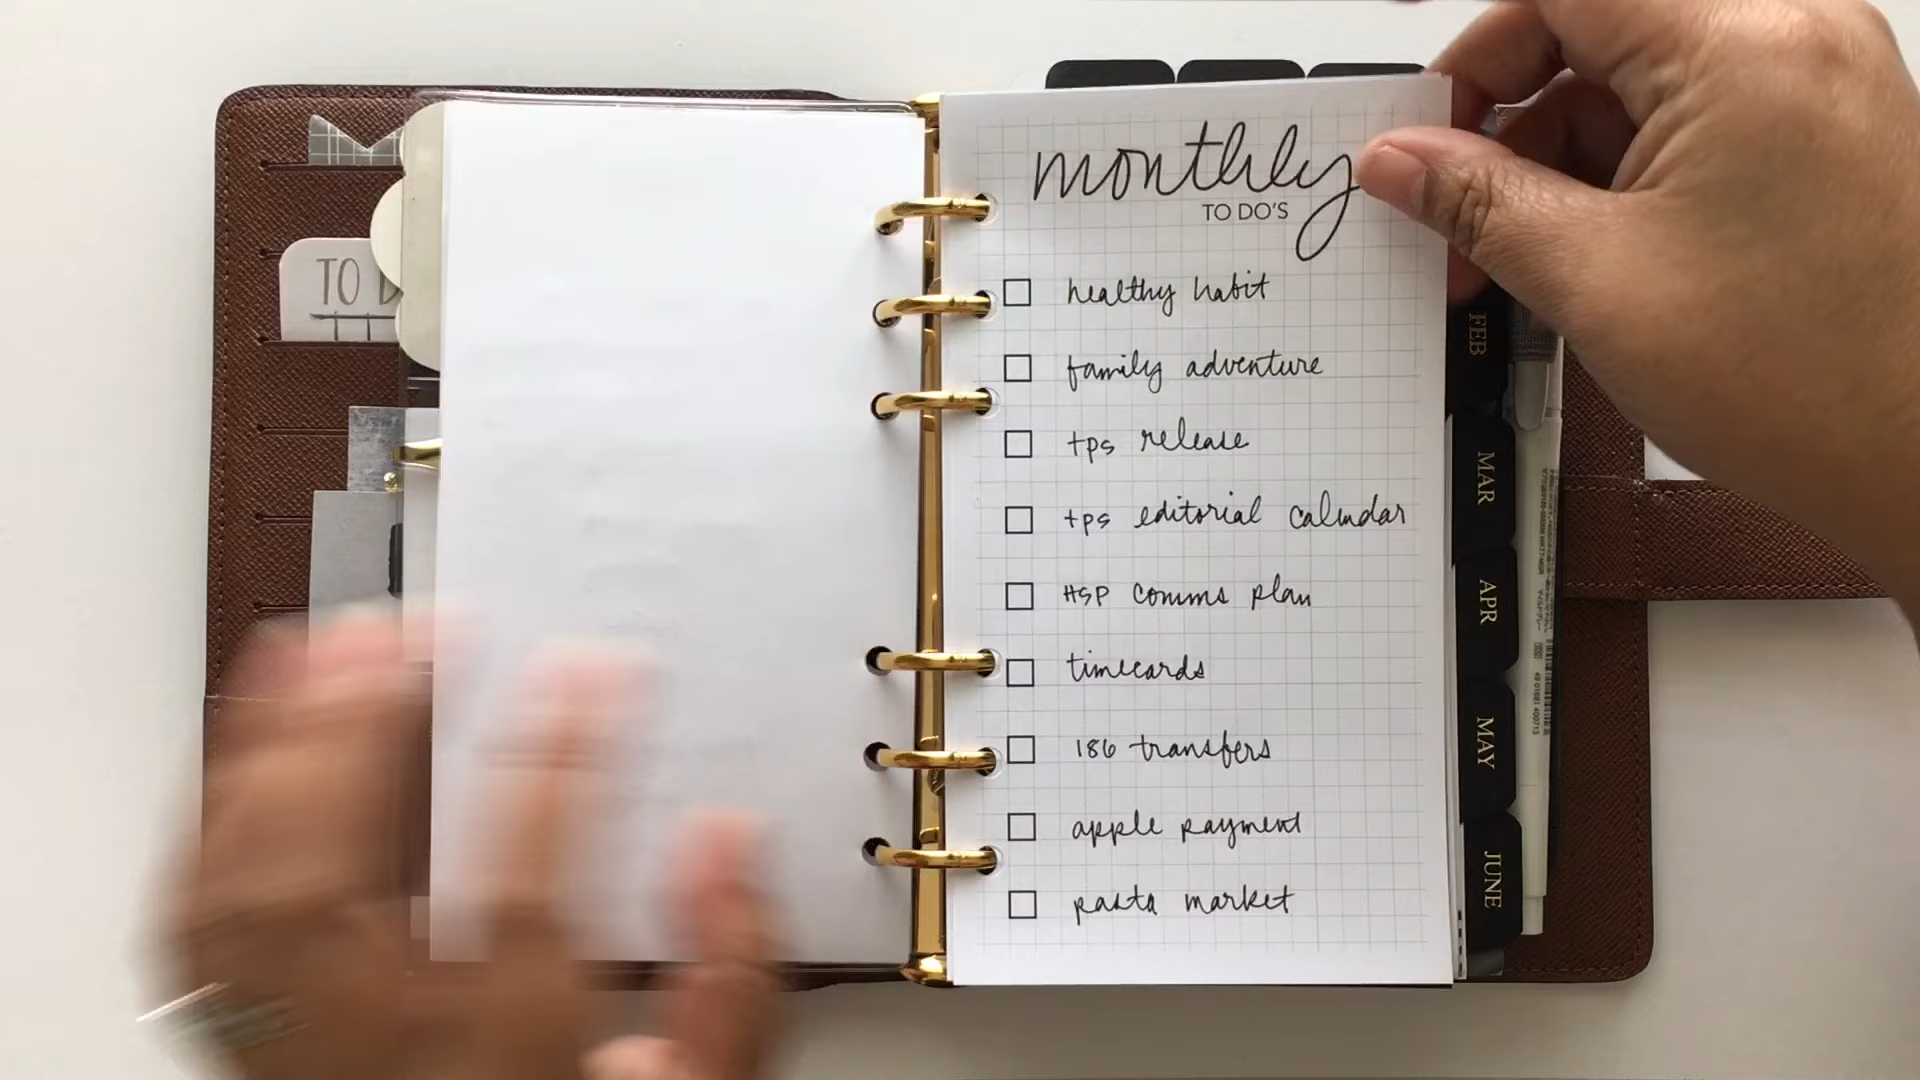 TO D
monthly
TO DO'S
healthy habit
family adventure
tps release
tps editorial calendar
HSP comms plan
timecards
186 transfers
apple payment
pasta market
FEB
MAR
APR
MAY
JUNE